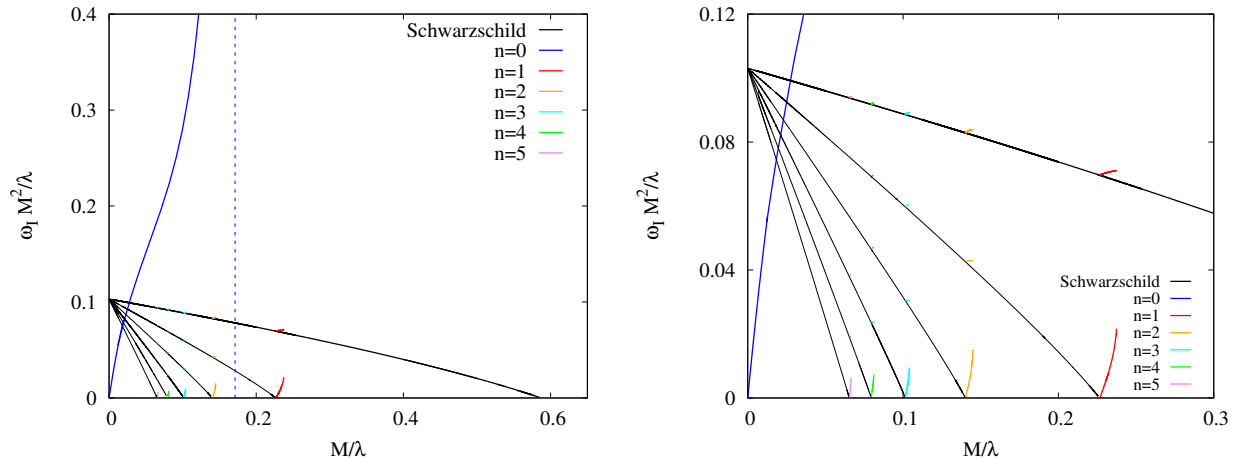 0.4
0.3
0.2
0.1
0
ω_I M²/λ
0 0.2 0.4 0.6
M/λ
Schwarzschild
n=0
n=1
n=2
n=3
n=4
n=5
0.12
0.08
0.04
0
ω_I M²/λ
0 0.1 0.2 0.3
M/λ
Schwarzschild
n=0
n=1
n=2
n=3
n=4
n=5